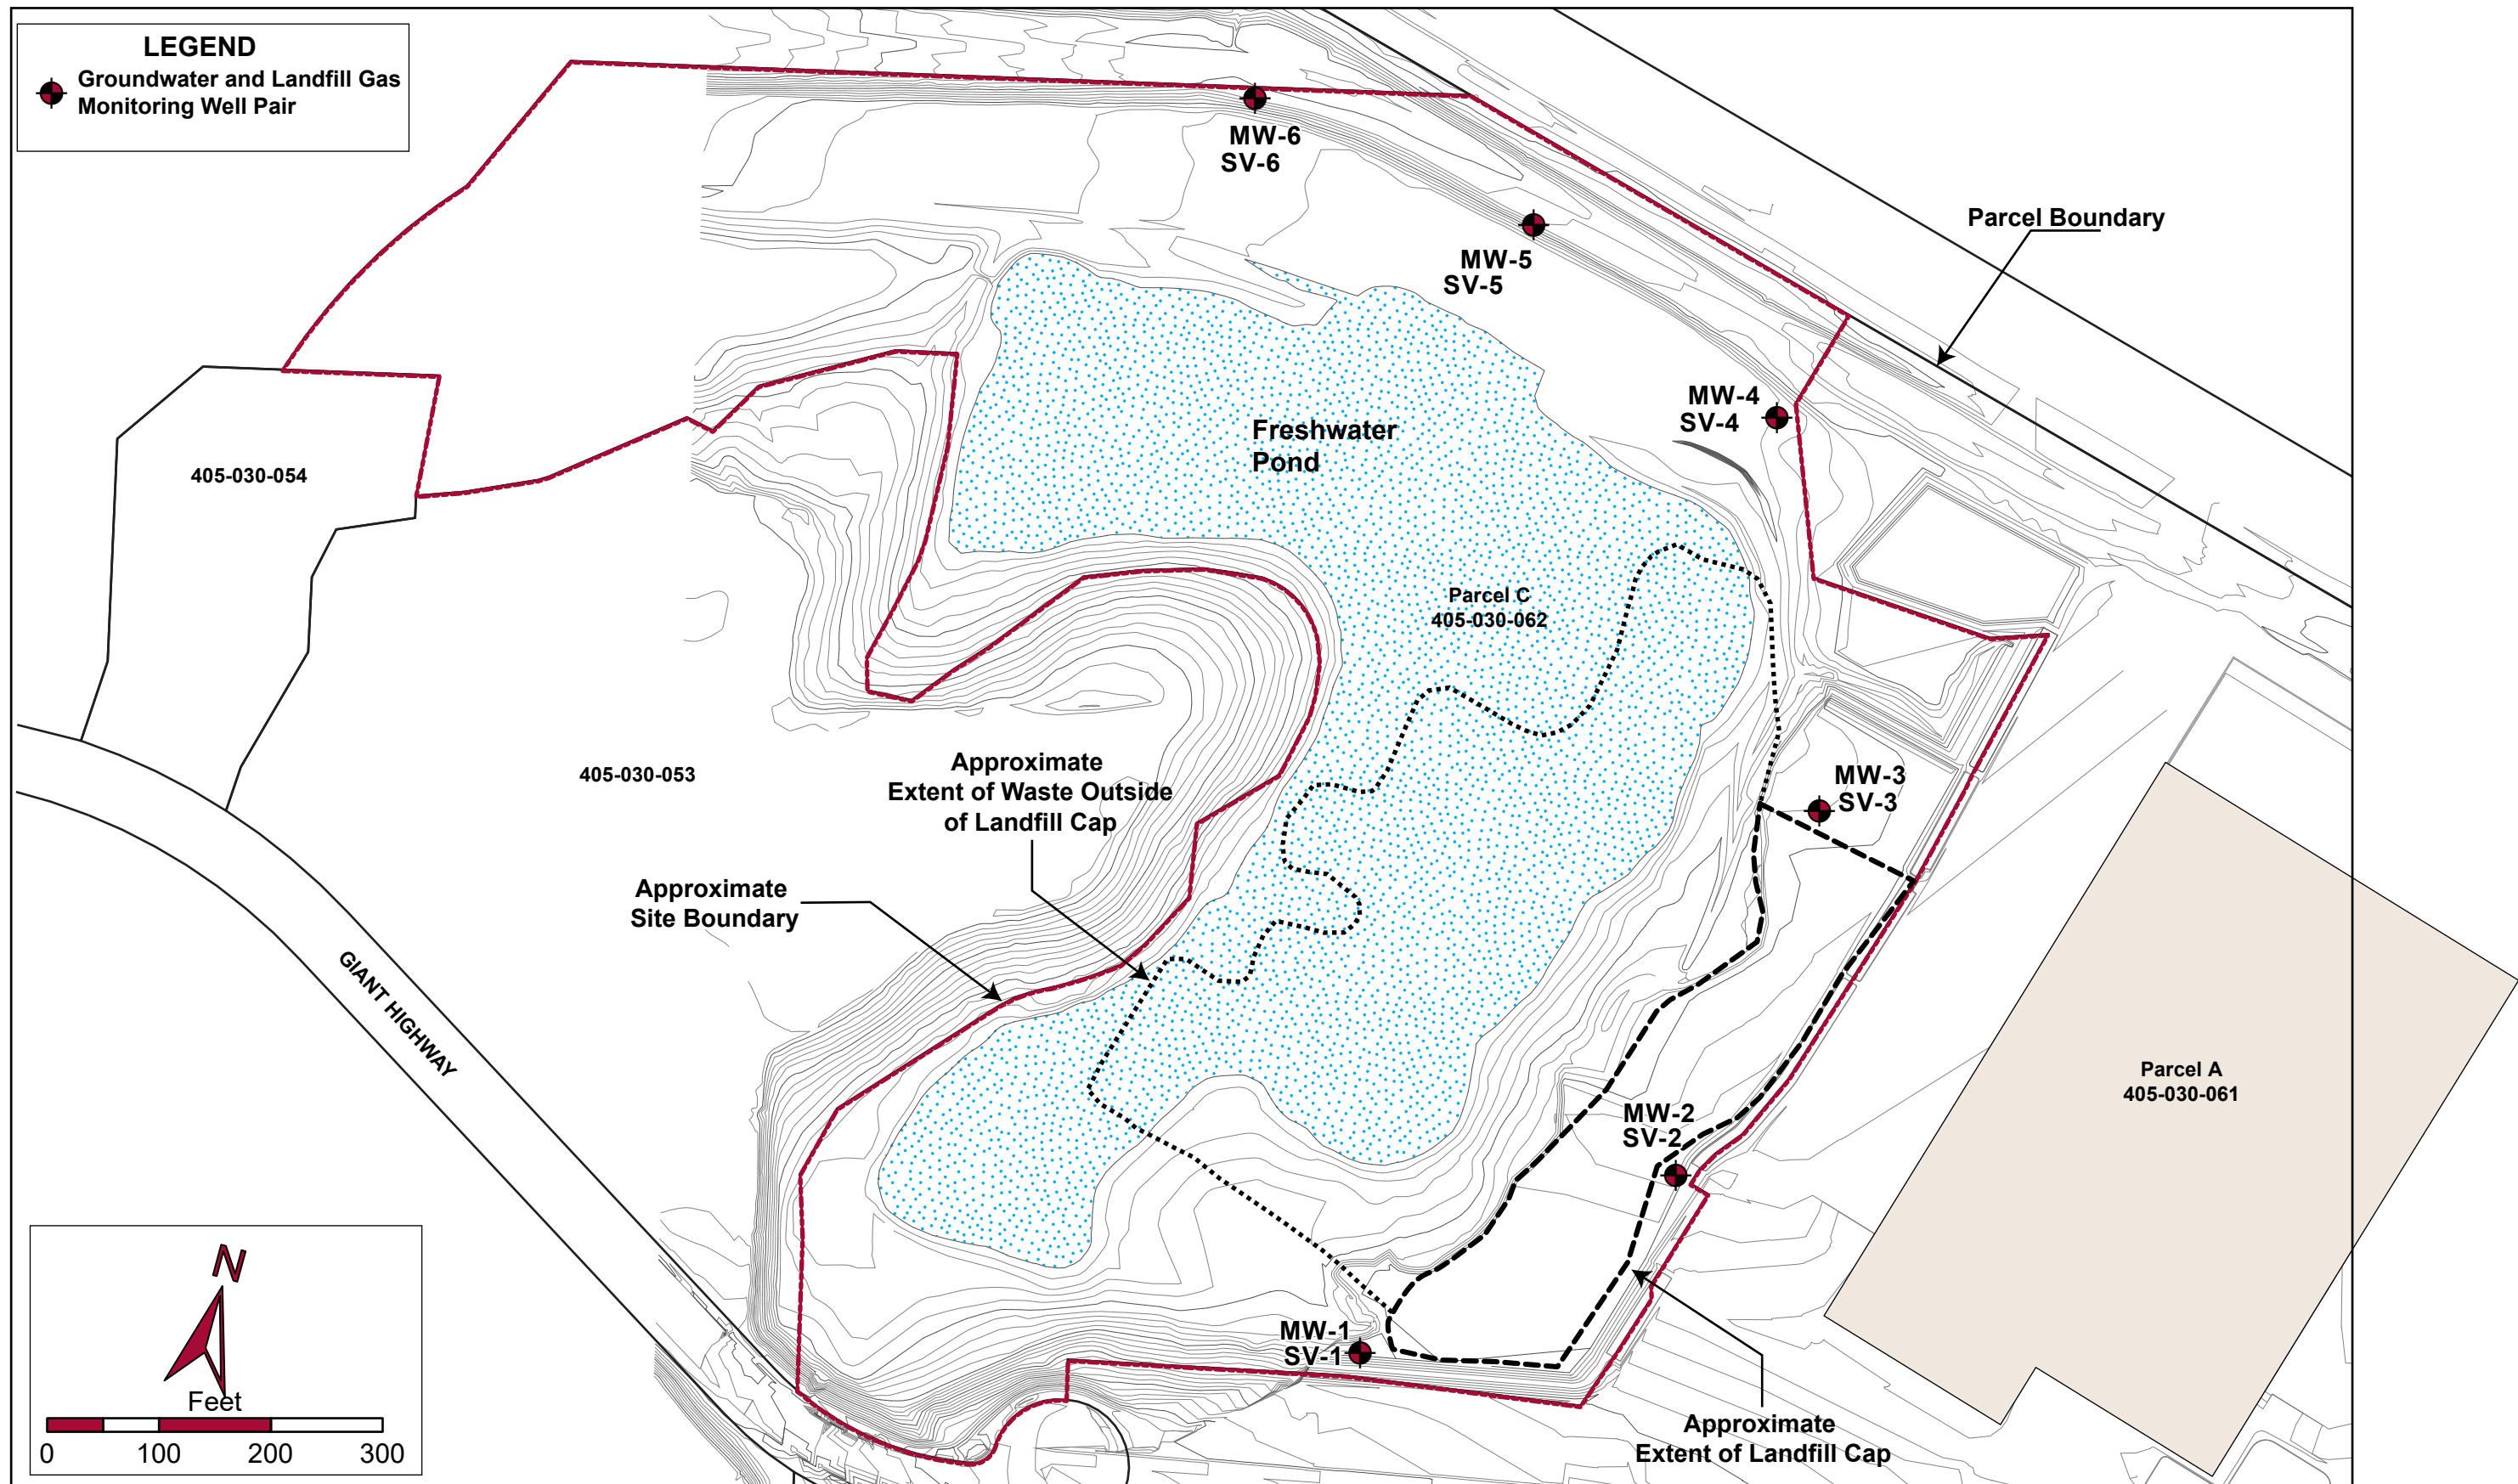 LEGEND
Groundwater and Landfill Gas
Monitoring Well Pair
MW-6
SV-6
Parcel Boundary
MW-5
SV-5
MW-4
SV-4
Freshwater
Pond
405-030-054
Parcel C
405-030-062
405-030-053
Approximate
Extent of Waste Outside
of Landfill Cap
MW-3
SV-3
Approximate
Site Boundary
GIANT HIGHWAY
Parcel A
405-030-061
MW-2
SV-2
MW-1
SV-1
Approximate
Extent of Landfill Cap
N
Feet
0 100 200 300